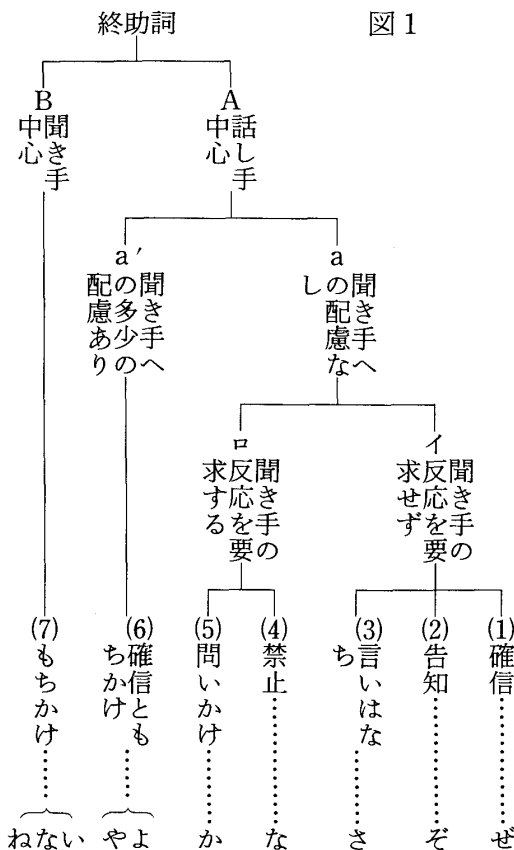 図1
終助詞
A 話し手
中心
B 聞き手
中心
a 聞き手へ
の配慮な
し
a′ 聞き手へ
の多少の
配慮あり
イ 聞き手の
反応を要
求せず
ロ 聞き手の
反応を要
求する
(1)確信………ぜ
(2)告知………ぞ
(3)言いはな
ち………さ
(4)禁止………な
(5)問いかけ………か
(6)確信とも
ちかけ………よ
や
(7)もちかけ………い
な
ね